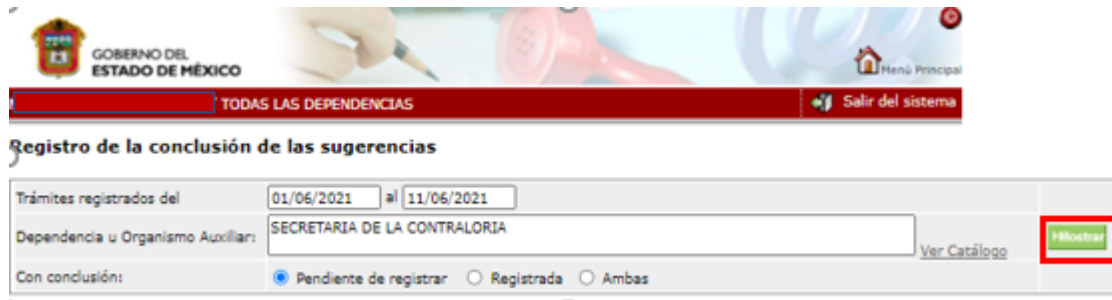 GOBIERNO DEL
ESTADO DE MÉXICO
Menú Principal
TODAS LAS DEPENDENCIAS
Salir del sistema
Registro de la conclusión de las sugerencias
Trámites registrados del 01/06/2021 al 11/06/2021
Dependencia u Organismo Auxiliar: SECRETARIA DE LA CONTRALORIA Ver Catálogo Mostrar
Con conclusión: Pendiente de registrar Registrada Ambas